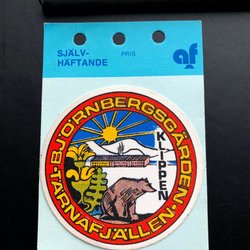 SJÄLV-
HÄFTANDE
PRIS
af
BJÖRNBERGSGÅRDEN
KLIPPEN
TÄRNAFJÄLLEN